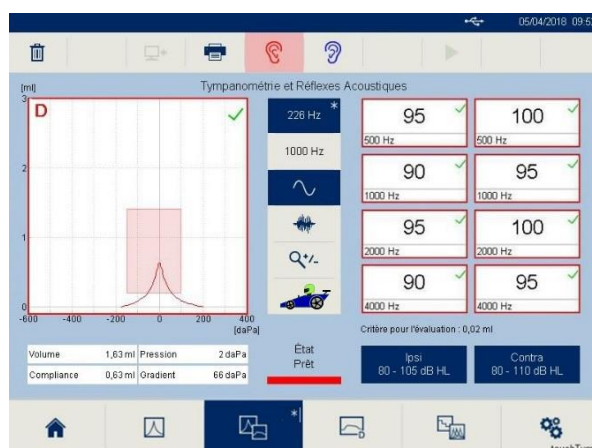 05/04/2018 09:5
Tympanométrie et Réflexes Acoustiques
[ml]
D
3
2
1
0
-600 -400 -200 0 200 400
[daPa]
226 Hz *
1000 Hz
95 100
500 Hz 500 Hz
90 95
1000 Hz 1000 Hz
95 100
2000 Hz 2000 Hz
90 95
4000 Hz 4000 Hz
Critère pour l'évaluation : 0,02 ml
Volume 1,63 ml Pression 2 daPa
Compliance 0,63 ml Gradient 66 daPa
État
Prêt
Ipsi
80 - 105 dB HL
Contra
80 - 110 dB HL
*
D